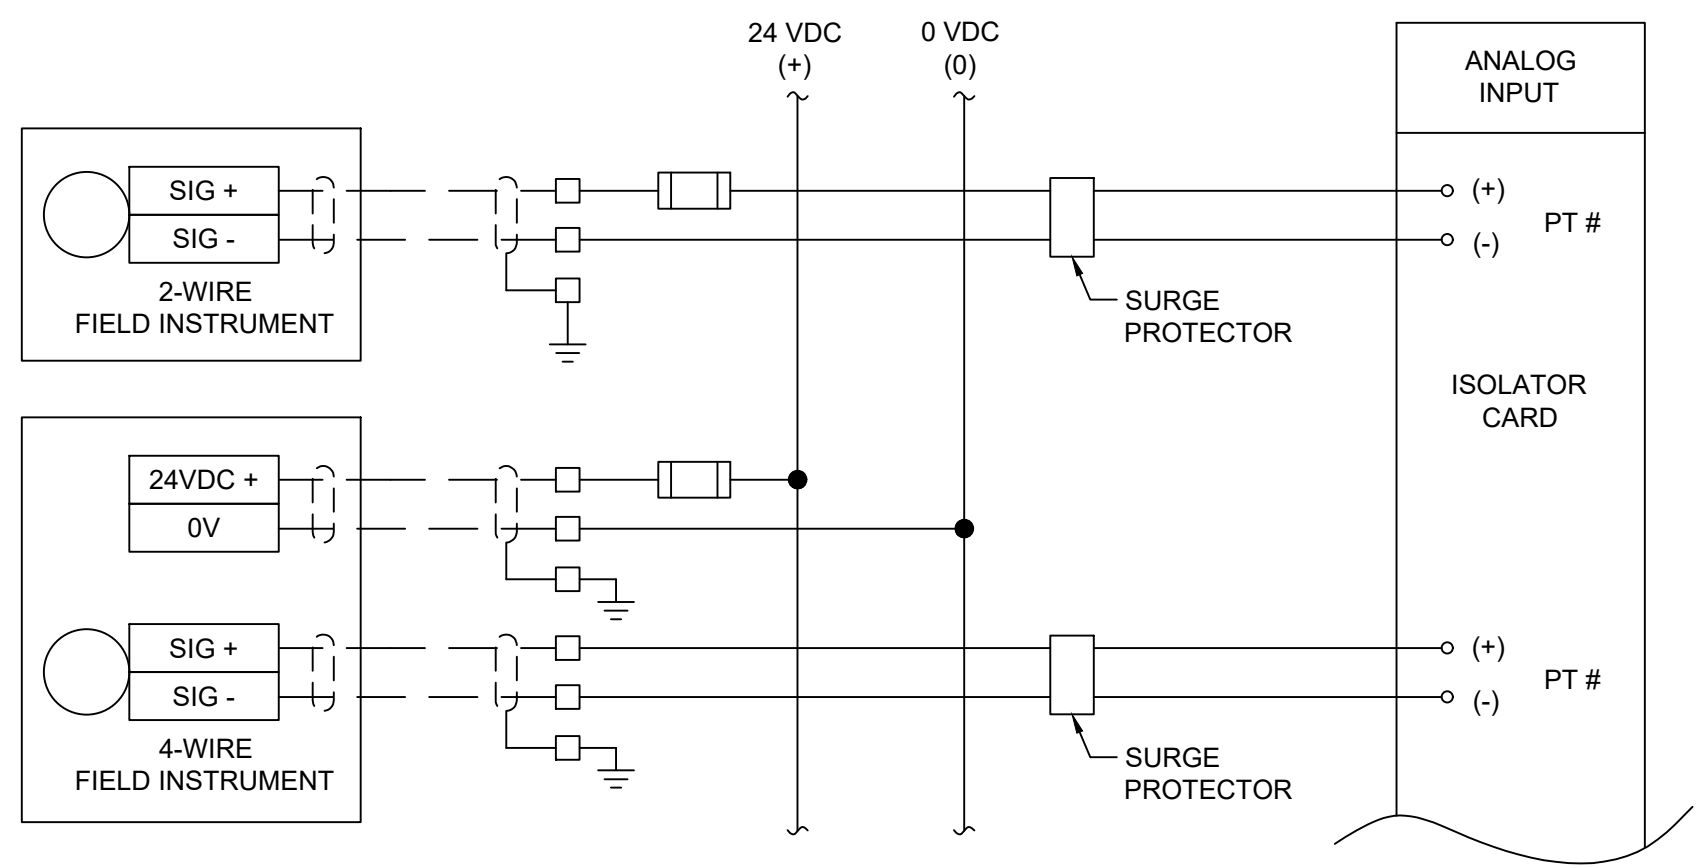 24 VDC
(+)
0 VDC
(0)
ANALOG
INPUT
SIG +
SIG -
2-WIRE
FIELD INSTRUMENT
(+)
(-)
PT #
SURGE
PROTECTOR
ISOLATOR
CARD
24VDC +
0V
SIG +
SIG -
4-WIRE
FIELD INSTRUMENT
(+)
(-)
PT #
SURGE
PROTECTOR